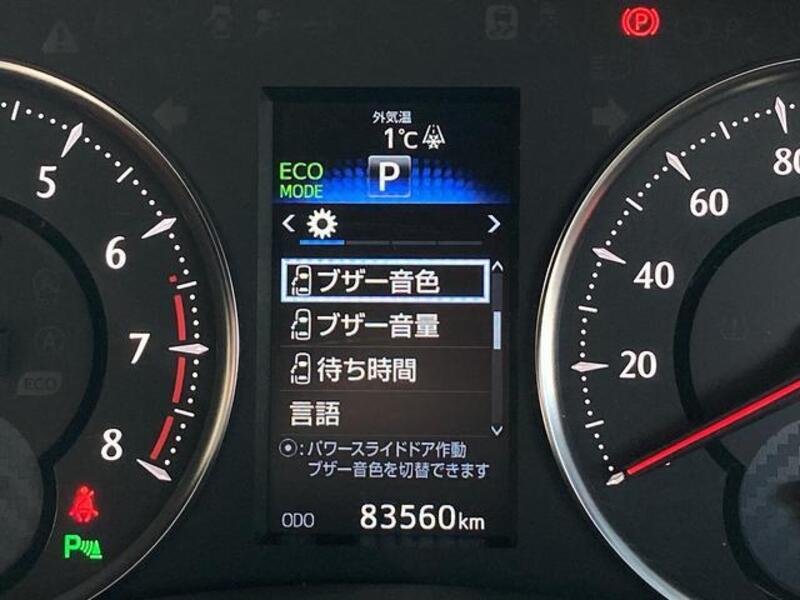 外気温
1℃
ECO
MODE
P
ブザー音色
ブザー音量
待ち時間
言語
⦿:パワースライドドア作動
ブザー音色を切替できます
ODO 83560km
5
6
7
8
20
40
60
80
P
ECO
A
P